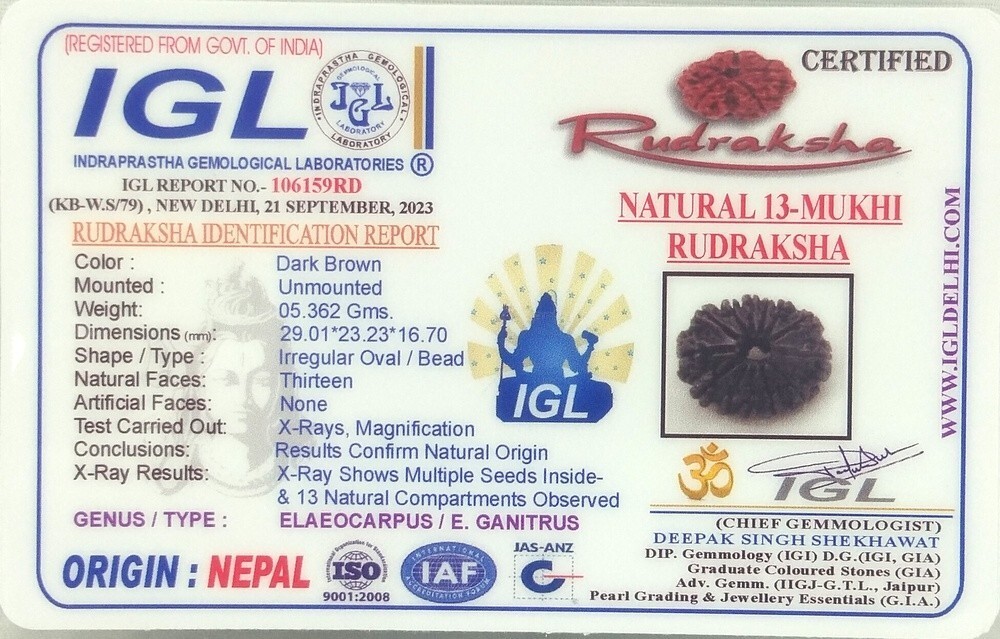 (REGISTERED FROM GOVT. OF INDIA)
IGL
INDRAPRASTHA GEMOLOGICAL LABORATORY
GEMOLOGICAL
IGL
LABORATORY
INDRAPRASTHA GEMOLOGICAL LABORATORIES ®
IGL REPORT NO.- 106159RD
(KB-W.S/79) , NEW DELHI, 21 SEPTEMBER, 2023
RUDRAKSHA IDENTIFICATION REPORT
Color : Dark Brown
Mounted : Unmounted
Weight: 05.362 Gms.
Dimensions (mm): 29.01*23.23*16.70
Shape / Type : Irregular Oval / Bead
Natural Faces: Thirteen
Artificial Faces: None
Test Carried Out: X-Rays, Magnification
Conclusions: Results Confirm Natural Origin
X-Ray Results: X-Ray Shows Multiple Seeds Inside-
& 13 Natural Compartments Observed
GENUS / TYPE : ELAEOCARPUS / E. GANITRUS
ORIGIN : NEPAL
ISO
9001:2008
INTERNATIONAL
IAF
ACCREDITATION FORUM
JAS-ANZ
IGL
CERTIFIED
Rudraksha
NATURAL 13-MUKHI
RUDRAKSHA
WWW.IGLDELHI.COM
ॐ
IGL
(CHIEF GEMMOLOGIST)
DEEPAK SINGH SHEKHAWAT
DIP. Gemmology (IGI) D.G.(IGI, GIA)
Graduate Coloured Stones (GIA)
Adv. Gemm. (IIGJ-G.T.L., Jaipur)
Pearl Grading & Jewellery Essentials (G.I.A.)